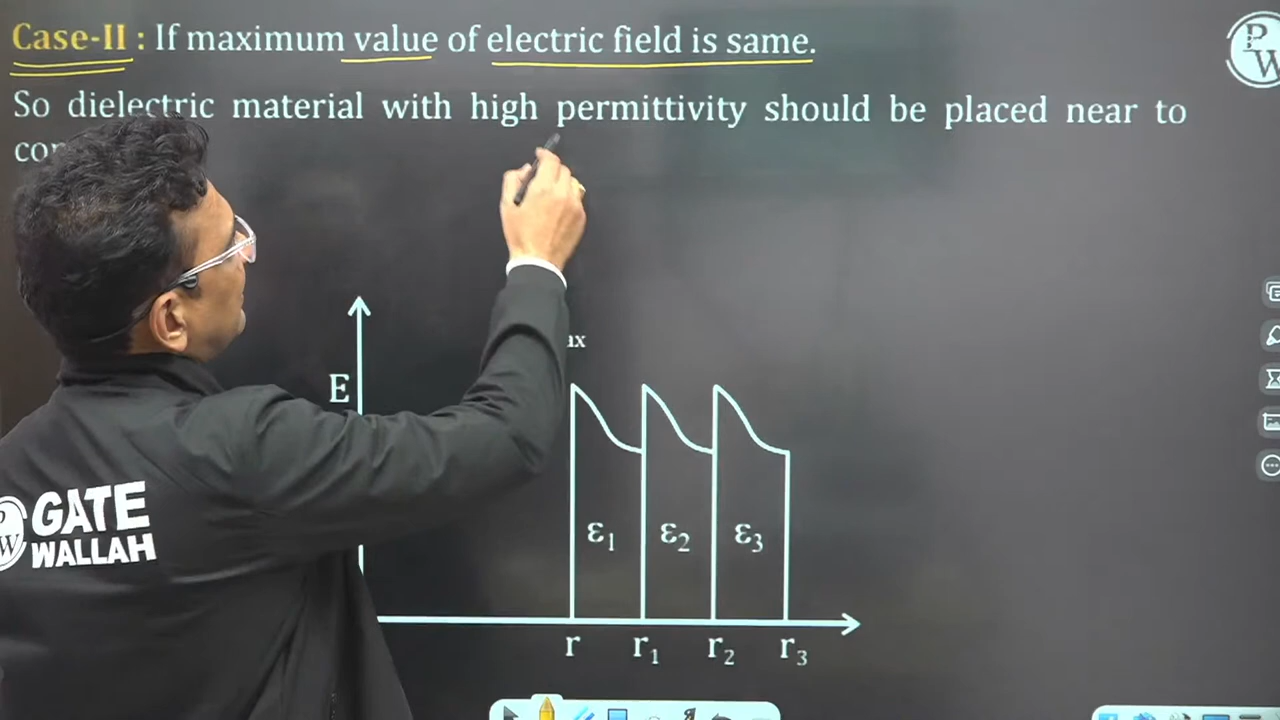 Case-II : If maximum value of electric field is same.
So dielectric material with high permittivity should be placed near to
P
W
E
ε1 ε2 ε3
r r1 r2 r3
GATE
WALLAH